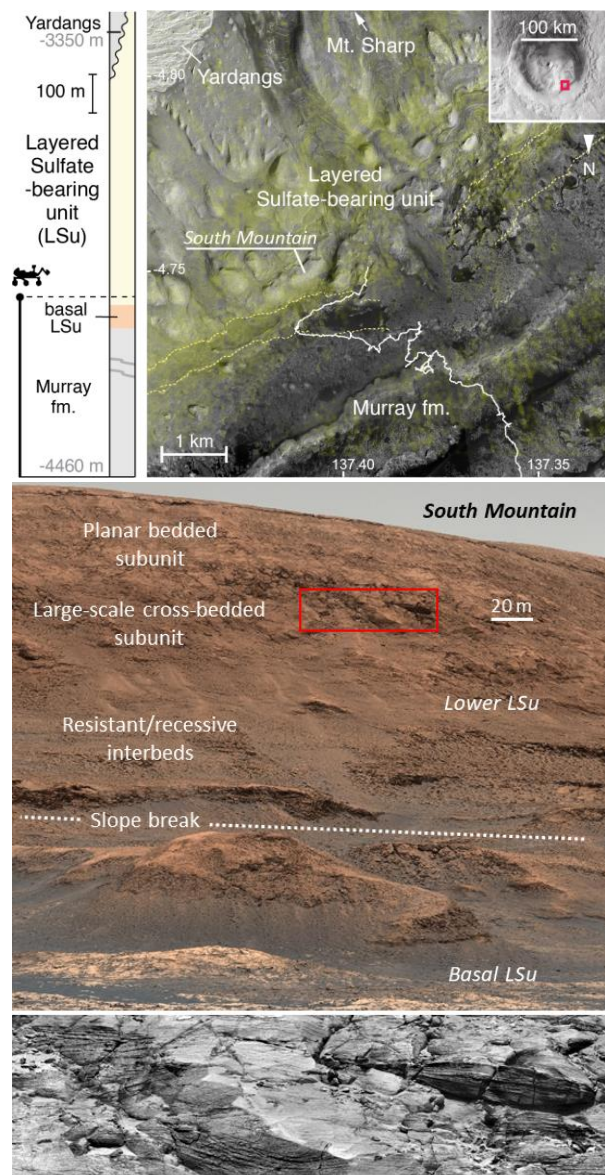 Yardangs
-3350 m
100 m
Layered
Sulfate
-bearing
unit
(LSu)
basal
LSu
Murray fm.
-4460 m
Mt. Sharp
100 km
-4.80
Yardangs
N
Layered
Sulfate-bearing unit
South Mountain
-4.75
Murray fm.
1 km
137.40
137.35
South Mountain
Planar bedded
subunit
Large-scale cross-bedded
subunit
20 m
Lower LSu
Resistant/recessive
interbeds
Slope break
Basal LSu